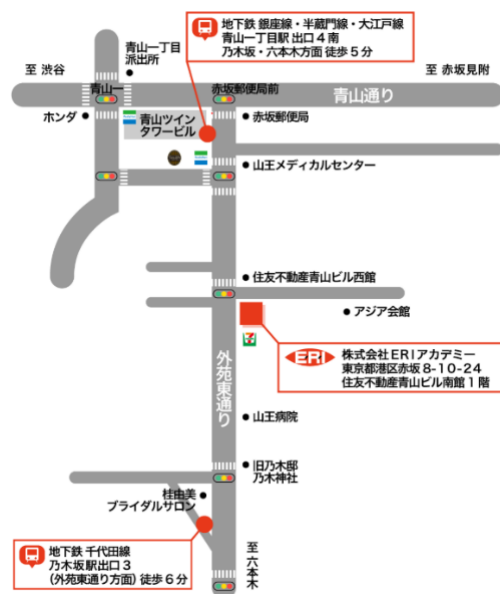 地下鉄 銀座線・半蔵門線・大江戸線
青山一丁目駅 出口4南
乃木坂・六本木方面 徒歩5分
青山一丁目
派出所
至 渋谷
至 赤坂見附
青山一
赤坂郵便局前
青山通り
ホンダ
青山ツイン
タワービル
赤坂郵便局
山王メディカルセンター
住友不動産青山ビル西館
アジア会館
7
ERI
株式会社ERIアカデミー
東京都港区赤坂8-10-24
住友不動産青山ビル南館1階
外苑東通り
山王病院
旧乃木邸
乃木神社
桂由美
ブライダルサロン
地下鉄 千代田線
乃木坂駅出口3
(外苑東通り方面)徒歩6分
至 六本木